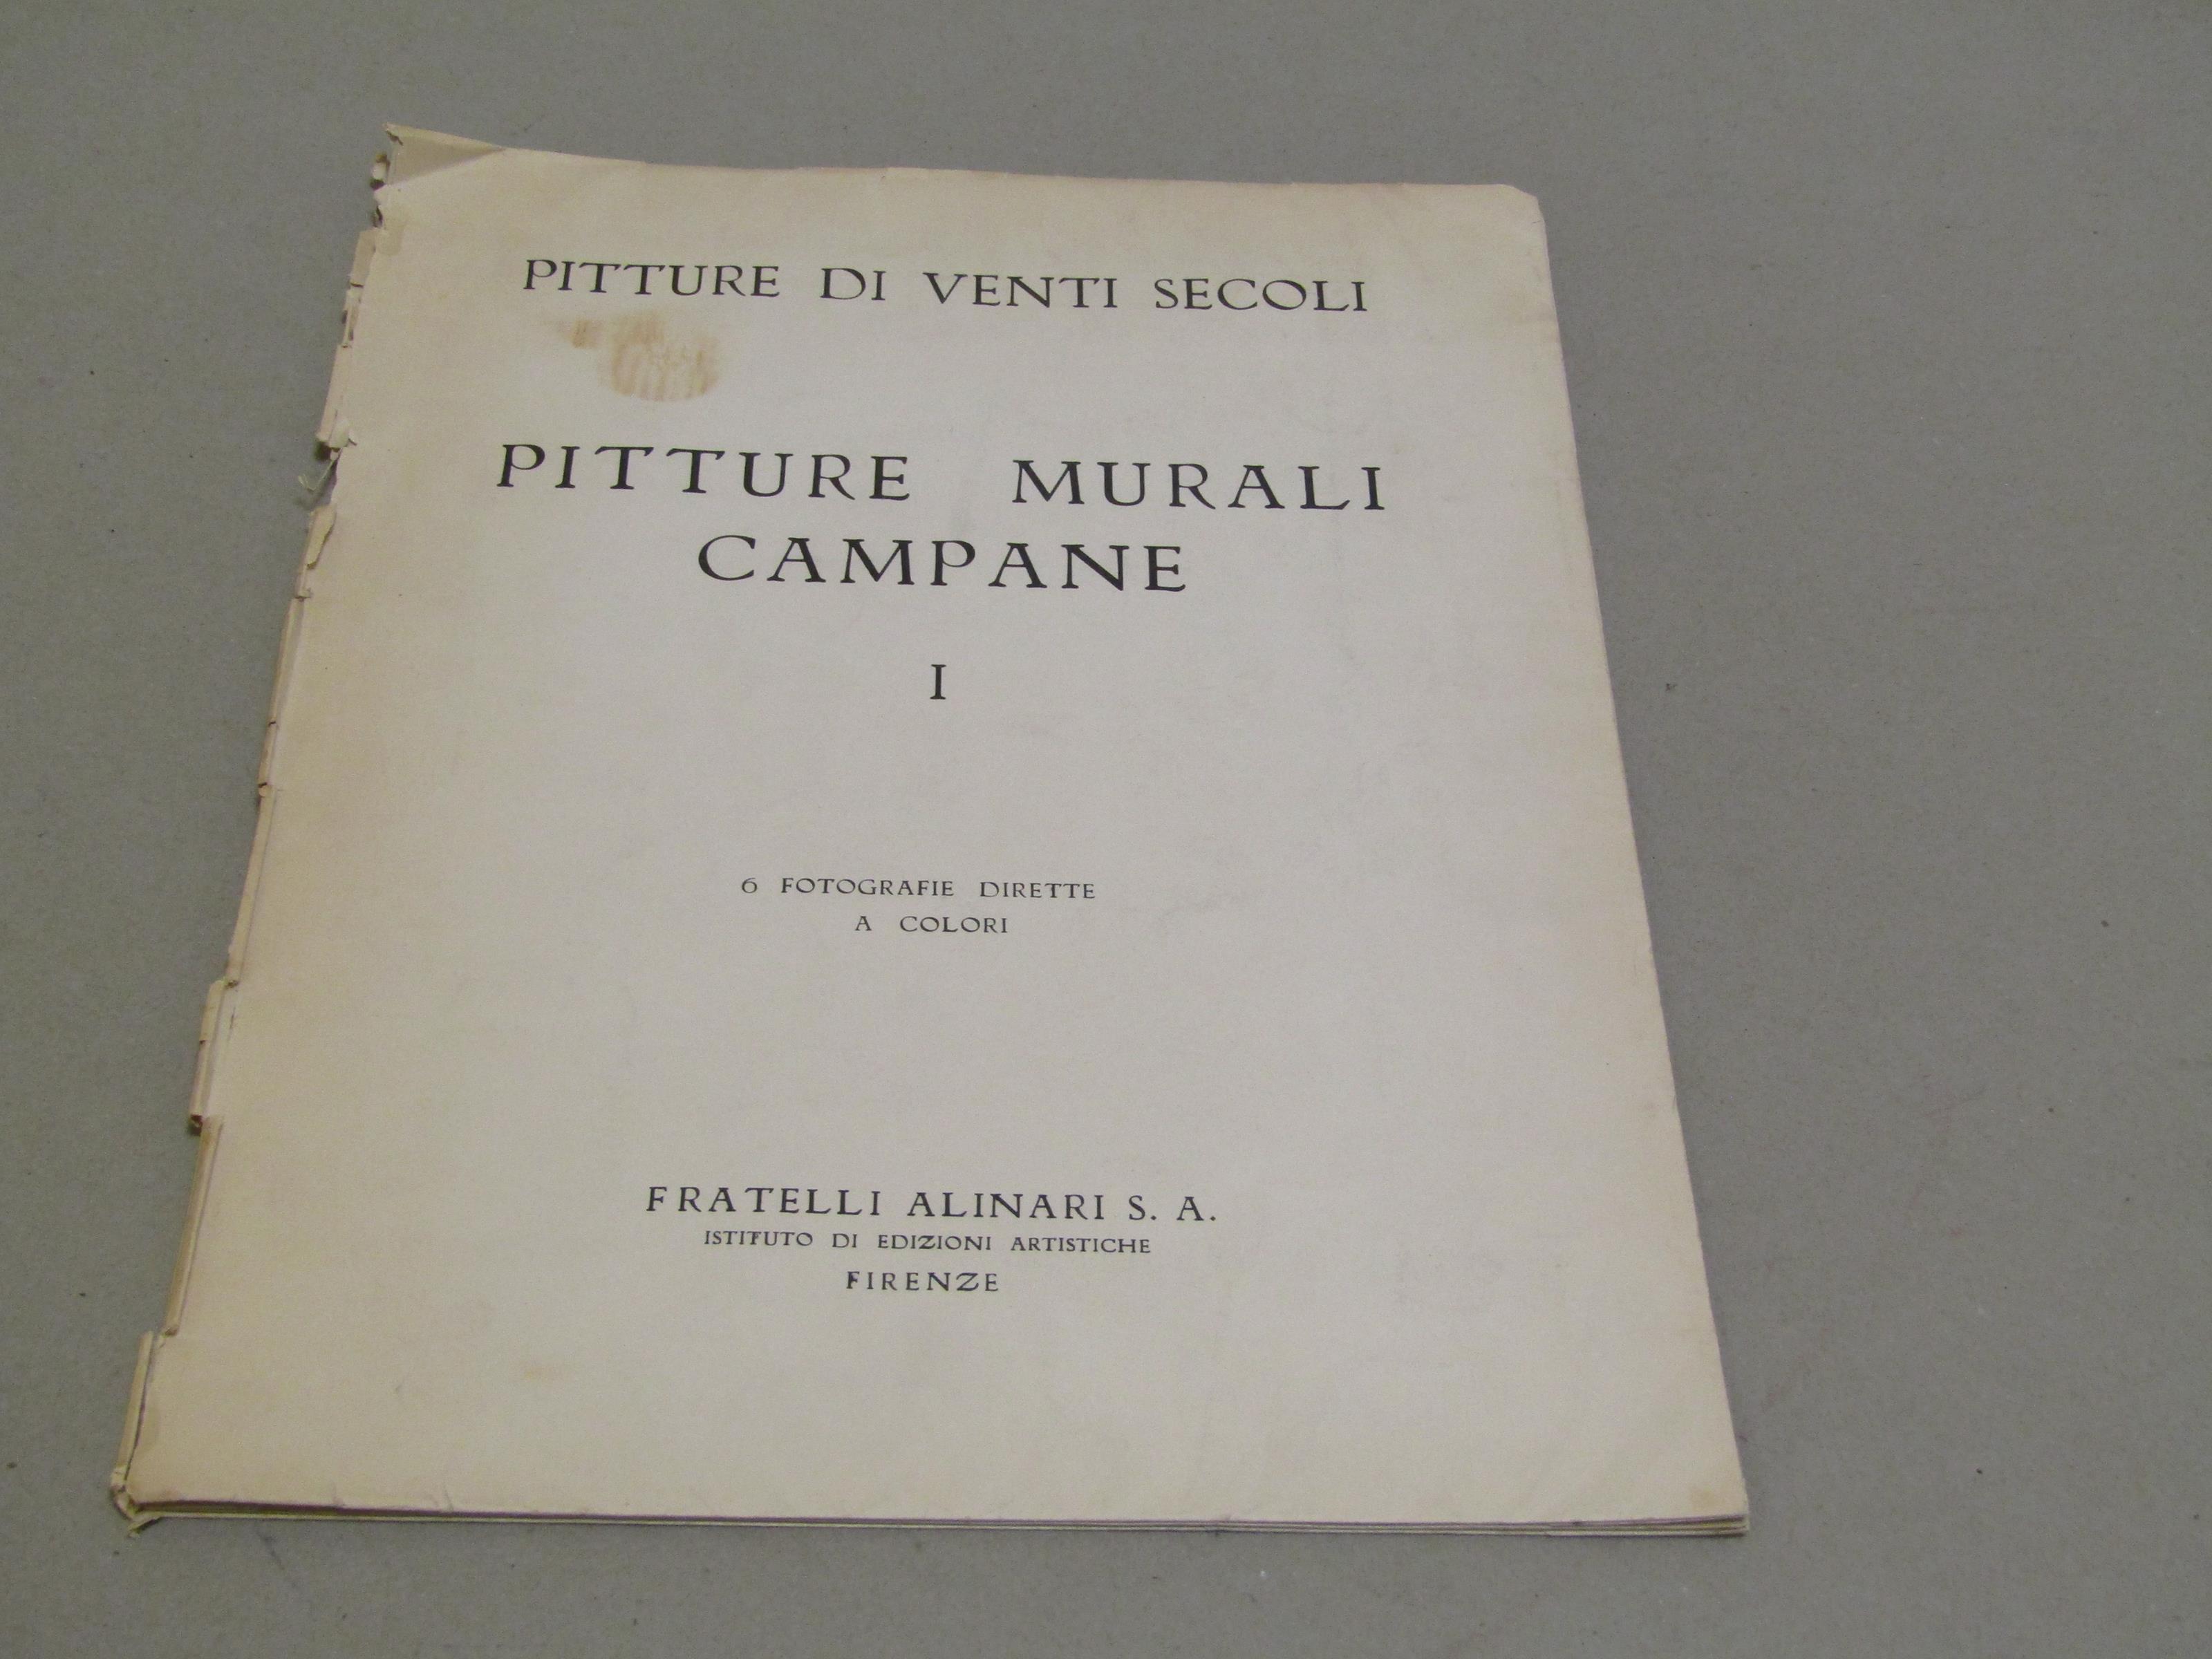 PITTURE DI VENTI SECOLI
PITTURE MURALI
CAMPANE
I
6 FOTOGRAFIE DIRETTE
A COLORI
FRATELLI ALINARI S. A.
ISTITUTO DI EDIZIONI ARTISTICHE
FIRENZE